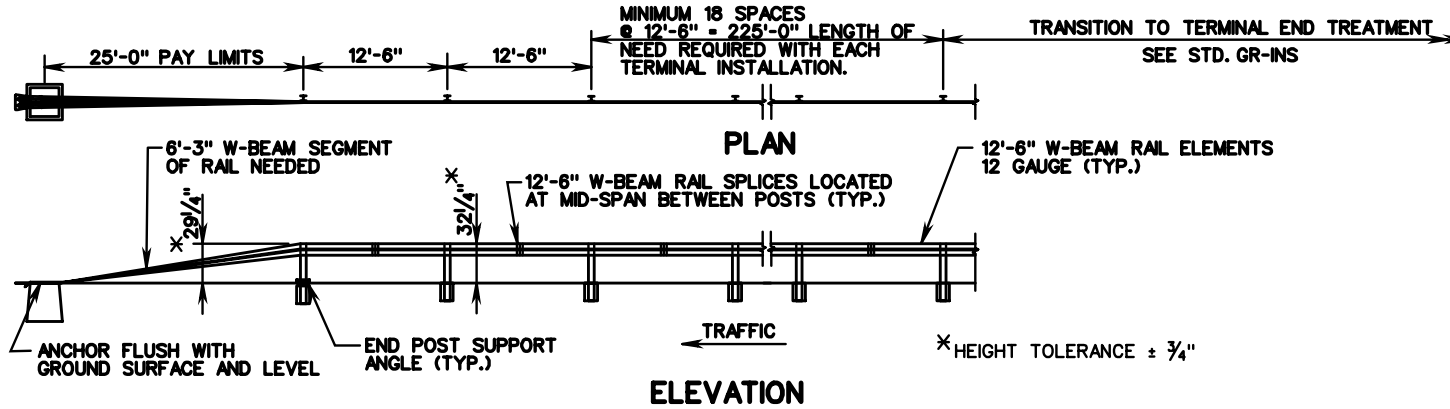 MINIMUM 18 SPACES
@ 12'-6" = 225'-0" LENGTH OF
NEED REQUIRED WITH EACH
TERMINAL INSTALLATION.
TRANSITION TO TERMINAL END TREATMENT
SEE STD. GR-INS
25'-0" PAY LIMITS
12'-6"
12'-6"
PLAN
6'-3" W-BEAM SEGMENT
OF RAIL NEEDED
* 29¼"
* 32¼"
12'-6" W-BEAM RAIL SPLICES LOCATED
AT MID-SPAN BETWEEN POSTS (TYP.)
12'-6" W-BEAM RAIL ELEMENTS
12 GAUGE (TYP.)
ANCHOR FLUSH WITH
GROUND SURFACE AND LEVEL
END POST SUPPORT
ANGLE (TYP.)
TRAFFIC
* HEIGHT TOLERANCE ± ¾"
ELEVATION